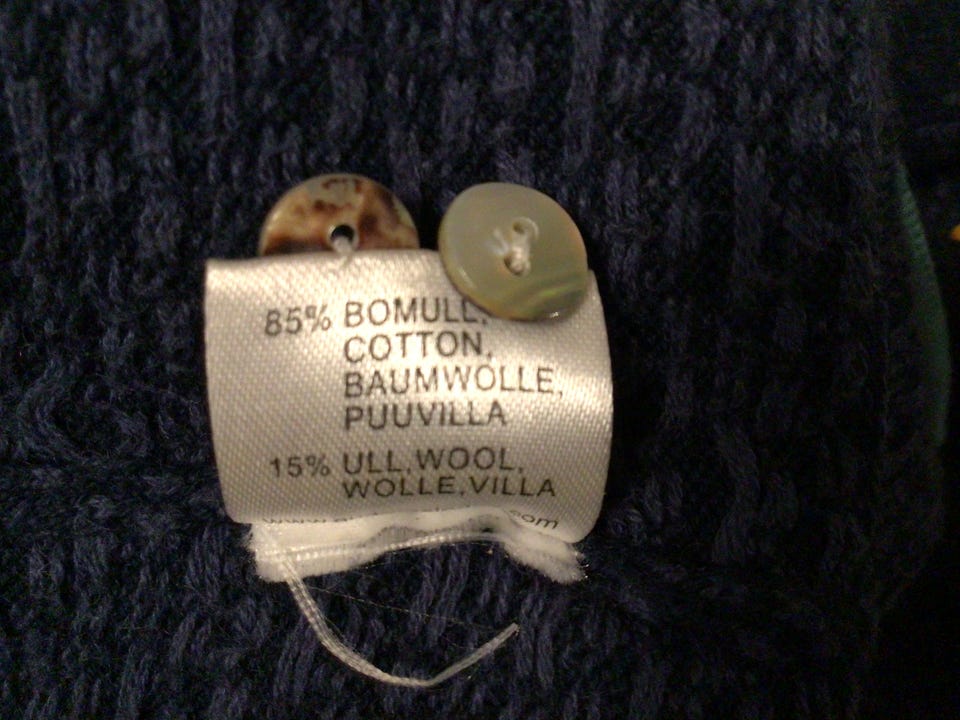 85% BOMULL,
COTTON,
BAUMWOLLE,
PUUVILLA
15% ULL, WOOL,
WOLLE, VILLA